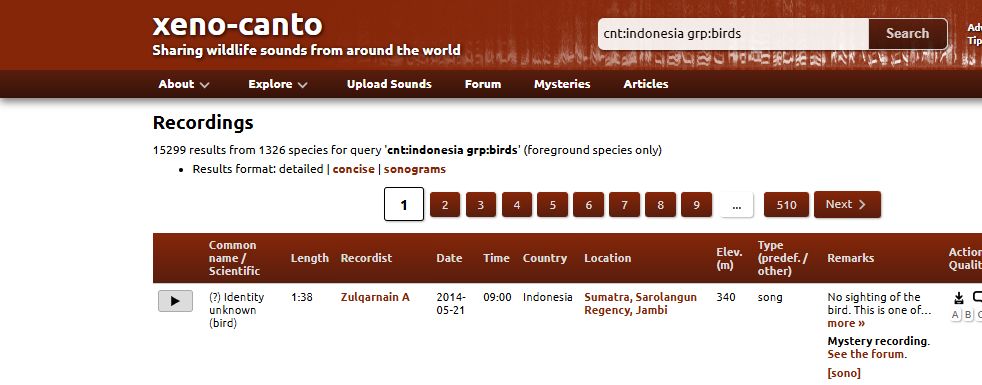 xeno-canto
Sharing wildlife sounds from around the world
cnt:indonesia grp:birds Search
About Explore Upload Sounds Forum Mysteries Articles
Recordings
15299 results from 1326 species for query 'cnt:indonesia grp:birds' (foreground species only)
• Results format: detailed | concise | sonograms
1 2 3 4 5 6 7 8 9 ... 510 Next
Common name / Scientific Length Recordist Date Time Country Location Elev. (m) Type (predef. / other) Remarks
(?) Identity unknown (bird) 1:38 Zulqarnain A 2014-05-21 09:00 Indonesia Sumatra, Sarolangun Regency, Jambi 340 song No sighting of the bird. This is one of... more »
A B C
Mystery recording.
See the forum.
[sono]